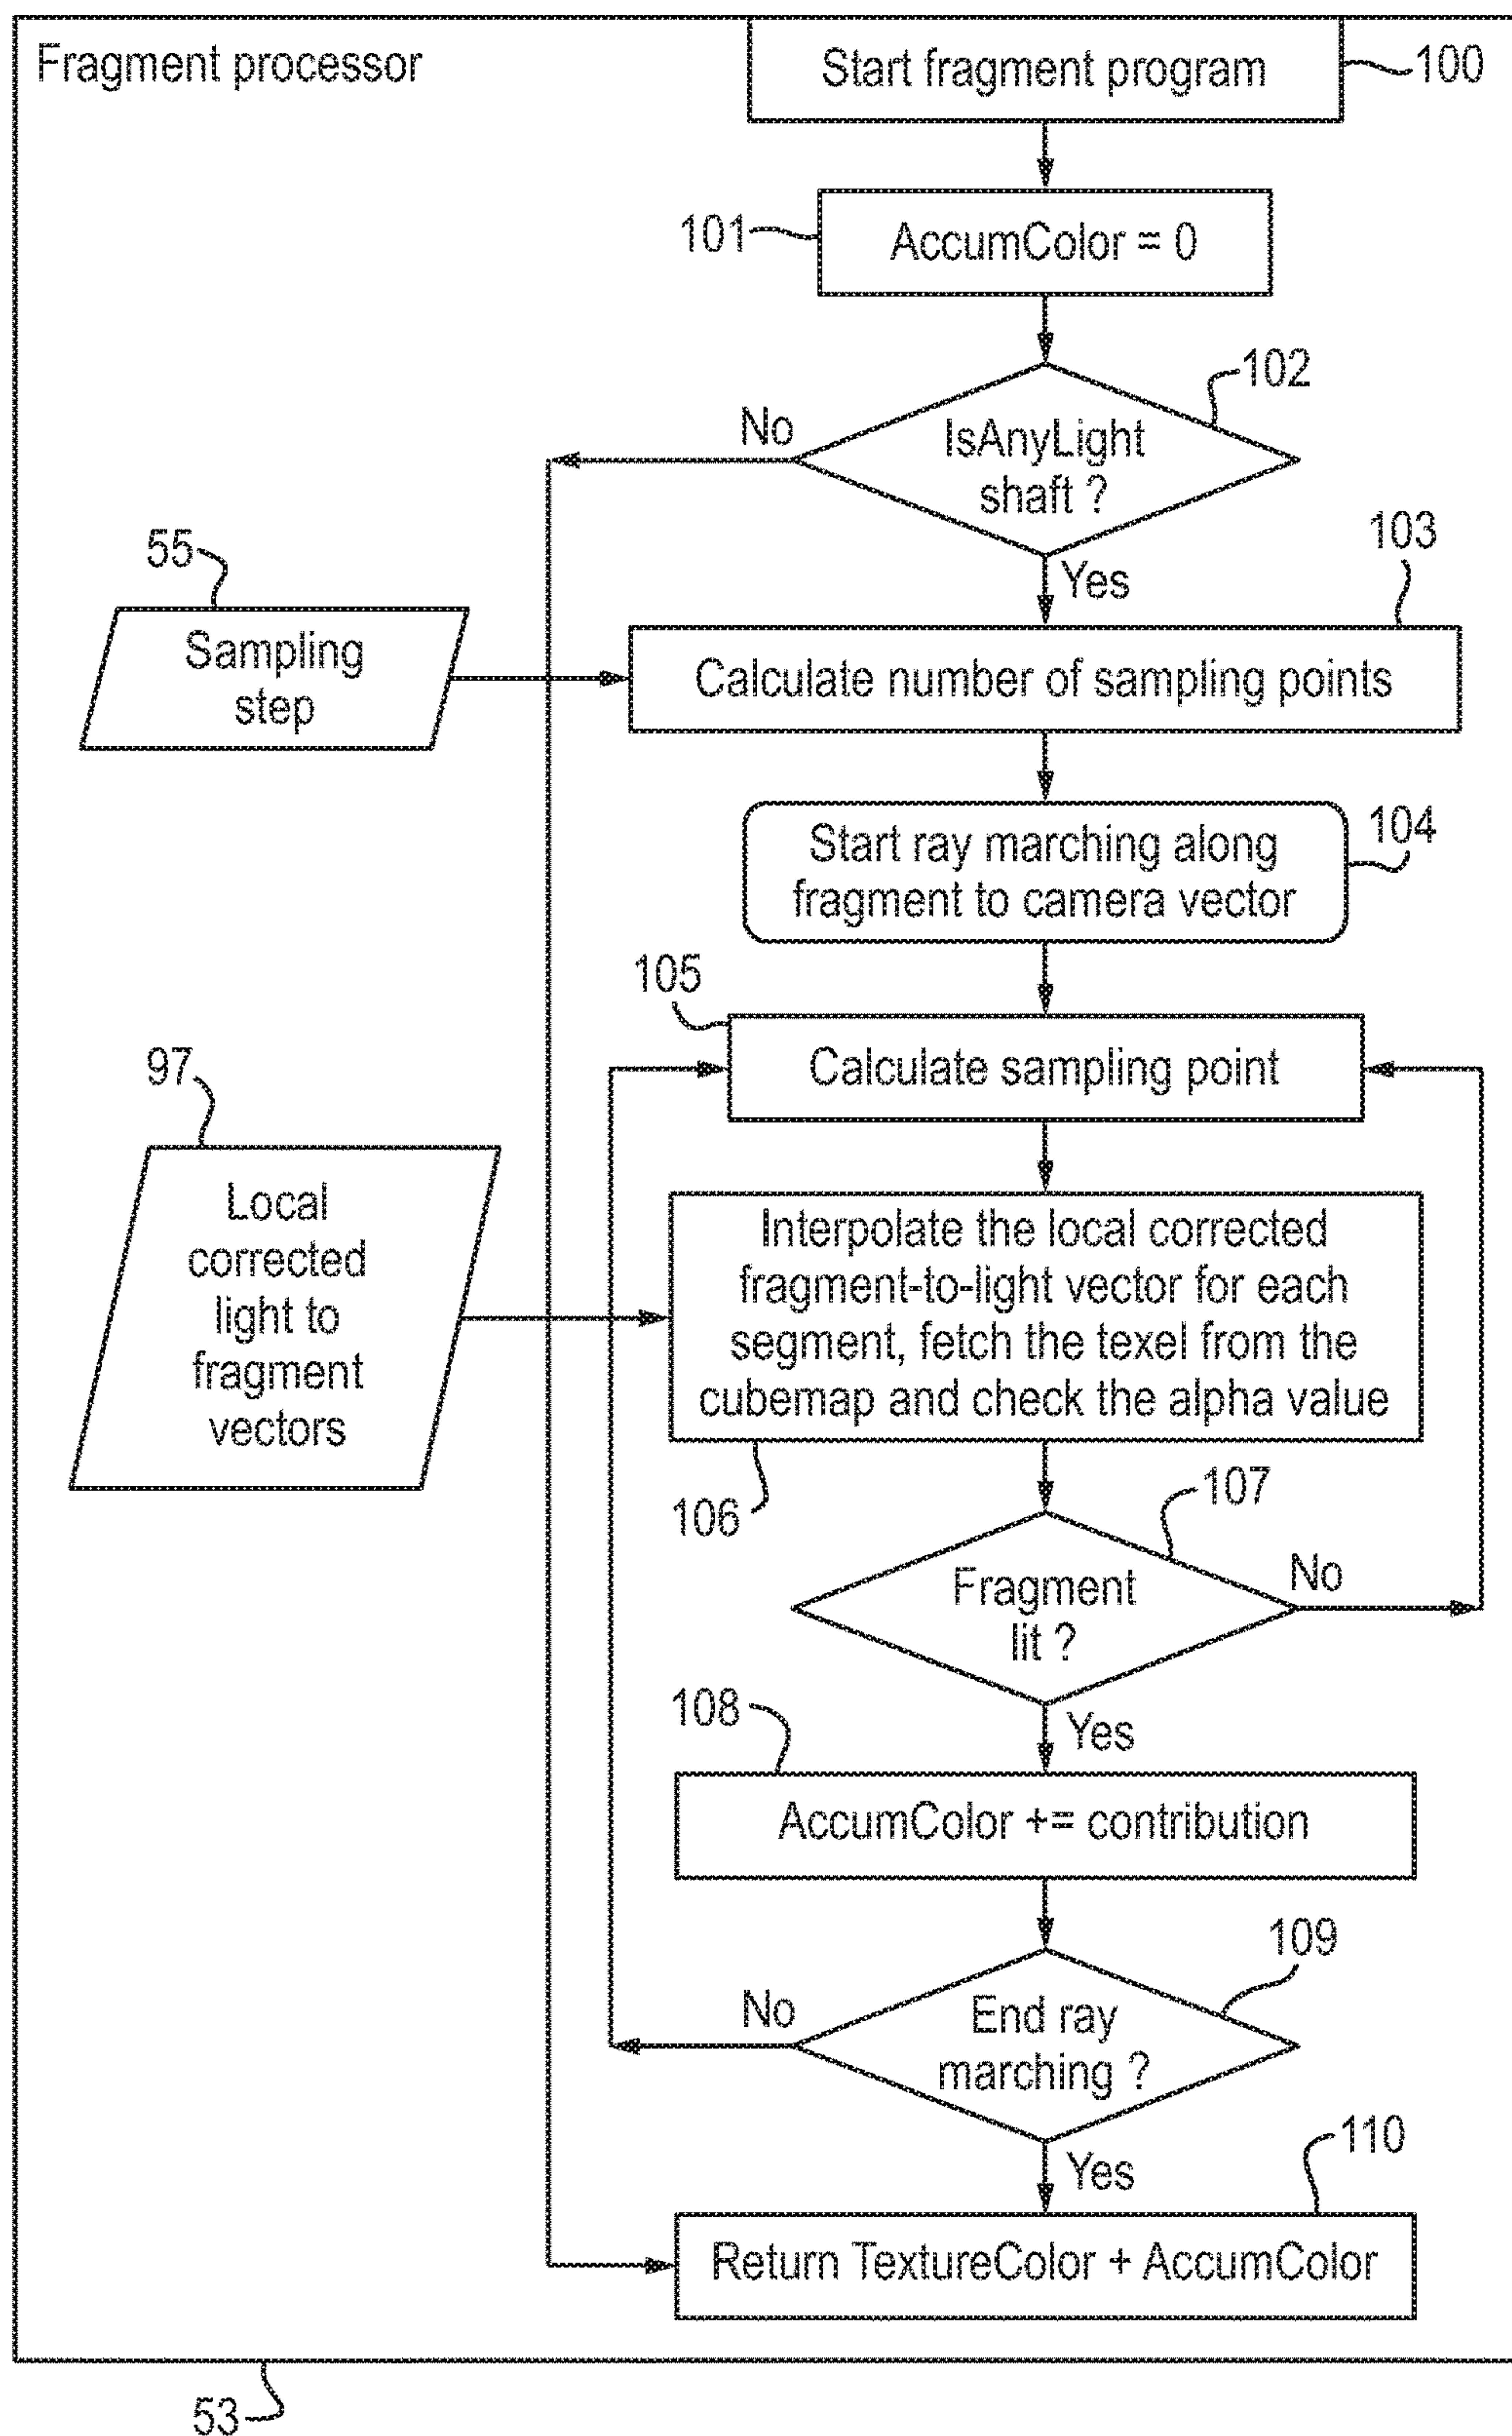 Fragment processor
Start fragment program
100
101
AccumColor = 0
102
IsAnyLight
shaft ?
No
Yes
55
Sampling
step
103
Calculate number of sampling points
104
Start ray marching along
fragment to camera vector
105
Calculate sampling point
97
Local
corrected
light to
fragment
vectors
Interpolate the local corrected
fragment-to-light vector for each
segment, fetch the texel from the
cubemap and check the alpha value
106
107
Fragment
lit ?
No
Yes
108
AccumColor += contribution
109
End ray
marching ?
No
Yes
110
Return TextureColor + AccumColor
53